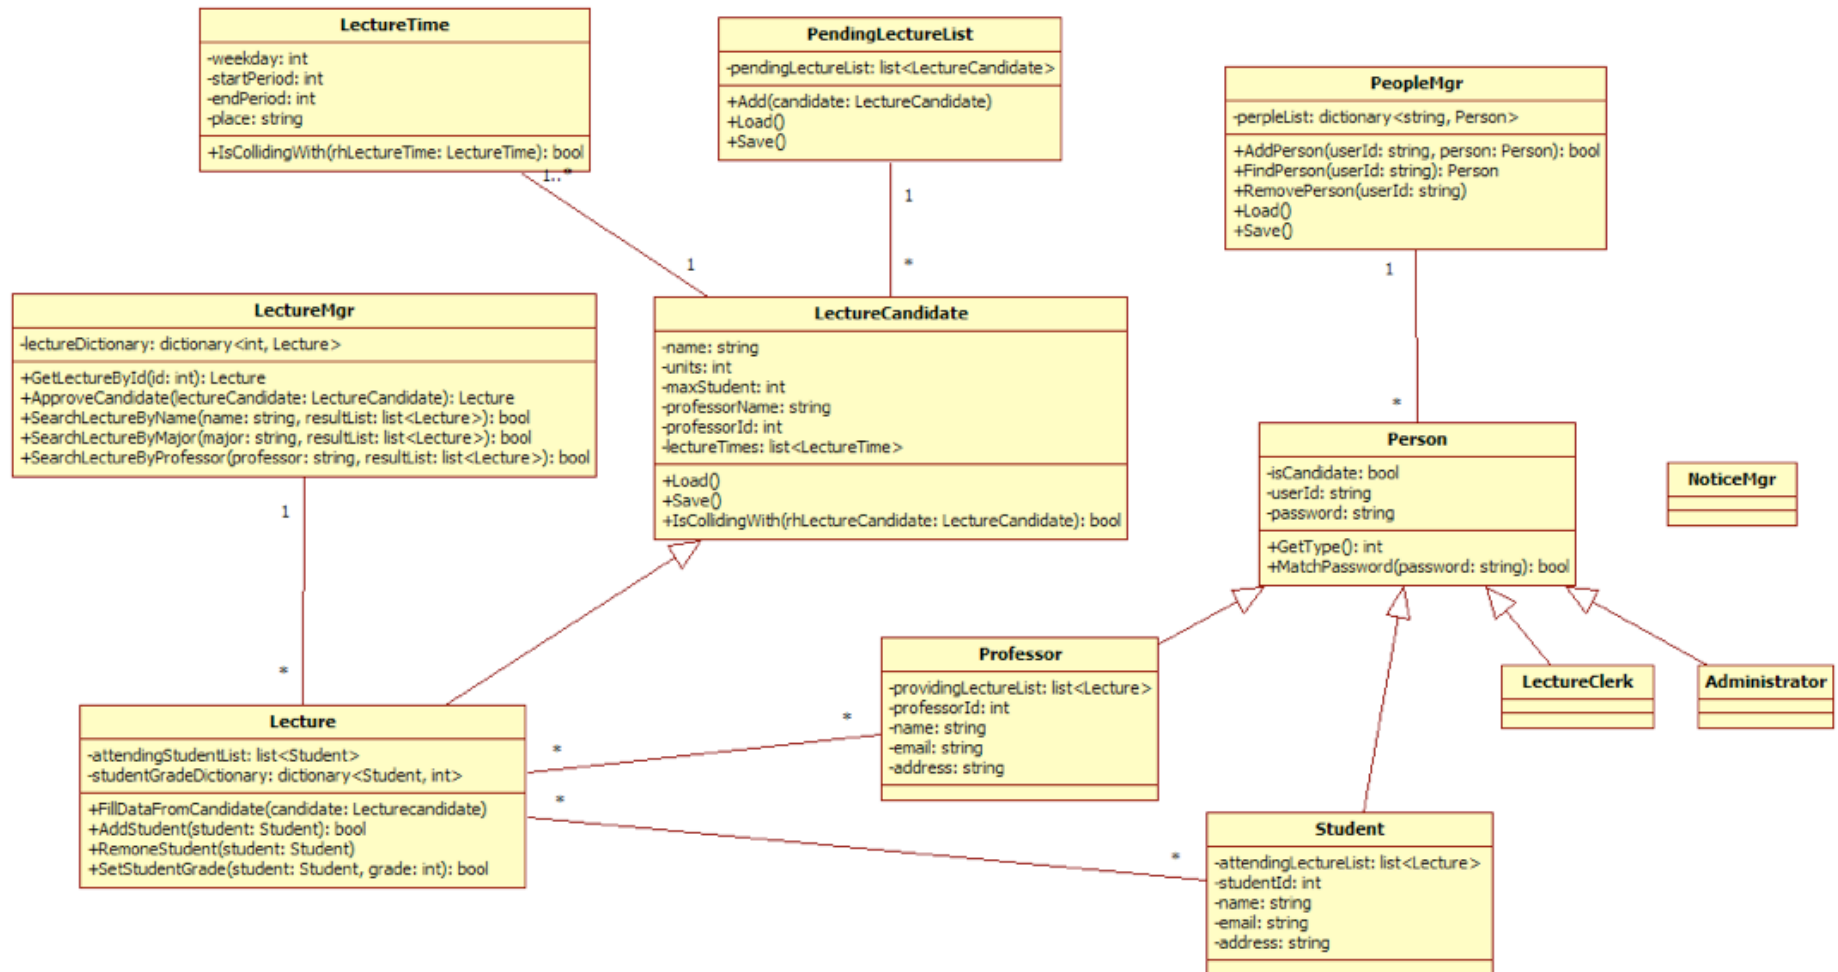 LectureTime
-weekday: int
-startPeriod: int
-endPeriod: int
-place: string
+IsCollidingWith(rhLectureTime: LectureTime): bool
1..*
1
PendingLectureList
-pendingLectureList: list<LectureCandidate>
+Add(candidate: LectureCandidate)
+Load()
+Save()
1
*
PeopleMgr
-perpleList: dictionary<string, Person>
+AddPerson(userId: string, person: Person): bool
+FindPerson(userId: string): Person
+RemovePerson(userId: string)
+Load()
+Save()
1
*
LectureMgr
-lectureDictionary: dictionary<int, Lecture>
+GetLectureById(id: int): Lecture
+ApproveCandidate(lectureCandidate: LectureCandidate): Lecture
+SearchLectureByName(name: string, resultList: list<Lecture>): bool
+SearchLectureByMajor(major: string, resultList: list<Lecture>): bool
+SearchLectureByProfessor(professor: string, resultList: list<Lecture>): bool
1
*
LectureCandidate
-name: string
-units: int
-maxStudent: int
-professorName: string
-professorId: int
-lectureTimes: list<LectureTime>
+Load()
+Save()
+IsCollidingWith(rhLectureCandidate: LectureCandidate): bool
Person
-isCandidate: bool
-userId: string
-password: string
+GetType(): int
+MatchPassword(password: string): bool
NoticeMgr
Professor
-providingLectureList: list<Lecture>
-professorId: int
-name: string
-email: string
-address: string
LectureClerk
Administrator
Lecture
-attendingStudentList: list<Student>
-studentGradeDictionary: dictionary<Student, int>
+FillDataFromCandidate(candidate: Lecturecandidate)
+AddStudent(student: Student): bool
+RemoneStudent(student: Student)
+SetStudentGrade(student: Student, grade: int): bool
*
*
*
*
Student
-attendingLectureList: list<Lecture>
-studentId: int
-name: string
-email: string
-address: string